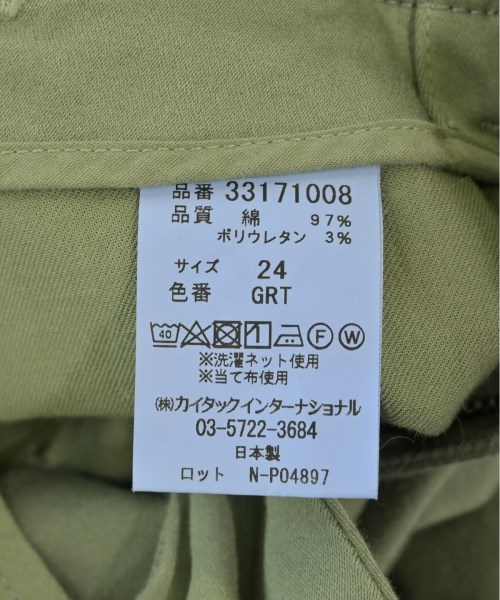 品番 33171008
品質 綿 97%
ポリウレタン 3%
サイズ 24
色番 GRT
40 F W
※洗濯ネット使用
※当て布使用
㈱カイタックインターナショナル
03-5722-3684
日本製
ロット N-P04897